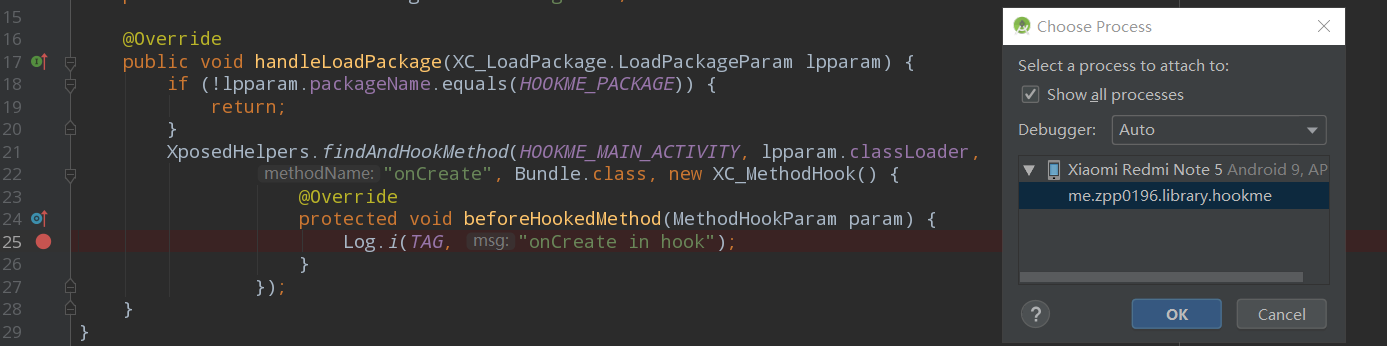 15
16 @Override
17 public void handleLoadPackage(XC_LoadPackage.LoadPackageParam lpparam) {
18 if (!lpparam.packageName.equals(HOOKME_PACKAGE)) {
19 return;
20 }
21 XposedHelpers.findAndHookMethod(HOOKME_MAIN_ACTIVITY, lpparam.classLoader,
22 methodName: "onCreate", Bundle.class, new XC_MethodHook() {
23 @Override
24 protected void beforeHookedMethod(MethodHookParam param) {
25 Log.i(TAG, msg: "onCreate in hook");
26 }
27 });
28 }
29 }
Choose Process
Select a process to attach to:
Show all processes
Debugger: Auto
Xiaomi Redmi Note 5 Android 9, AP
me.zpp0196.library.hookme
?
OK
Cancel